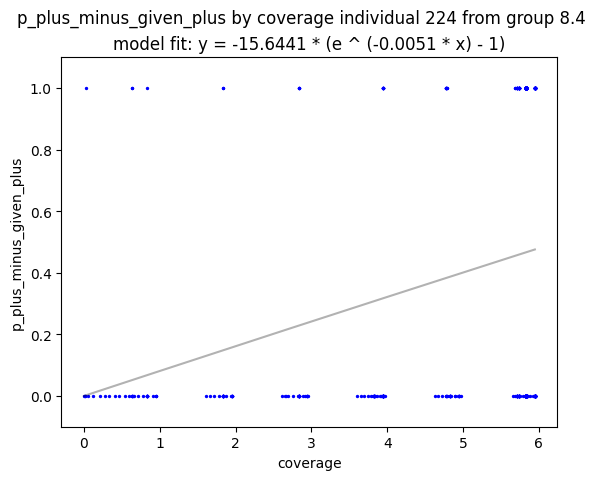 p_plus_minus_given_plus by coverage individual 224 from group 8.4
model fit: y = -15.6441 * (e ^ (-0.0051 * x) - 1)
1.0
0.8
0.6
0.4
0.2
0.0
p_plus_minus_given_plus
0 1 2 3 4 5 6
coverage